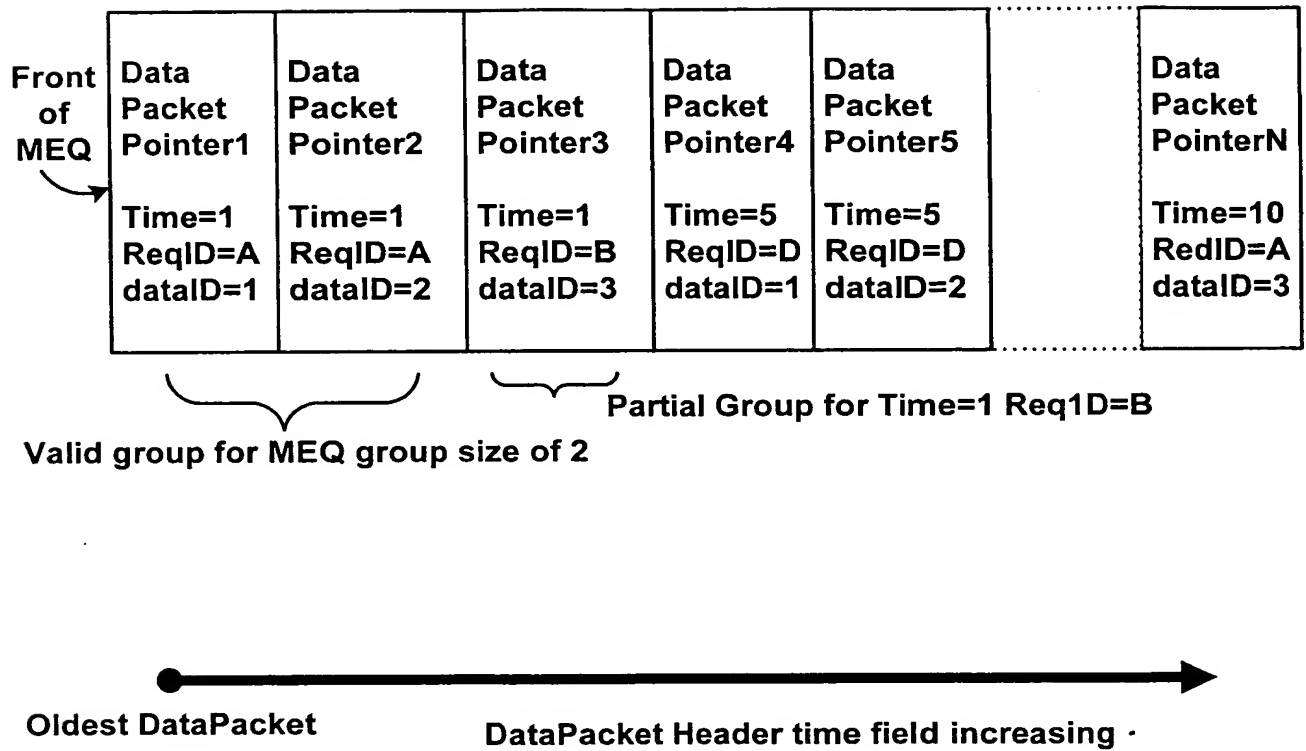 Front
of
MEQ
Data
Packet
Pointer1
Time=1
ReqID=A
dataID=1
Data
Packet
Pointer2
Time=1
ReqID=A
dataID=2
Data
Packet
Pointer3
Time=1
ReqID=B
dataID=3
Data
Packet
Pointer4
Time=5
ReqID=D
dataID=1
Data
Packet
Pointer5
Time=5
ReqID=D
dataID=2
Data
Packet
PointerN
Time=10
RedID=A
dataID=3
Partial Group for Time=1 Req1D=B
Valid group for MEQ group size of 2
Oldest DataPacket
DataPacket Header time field increasing